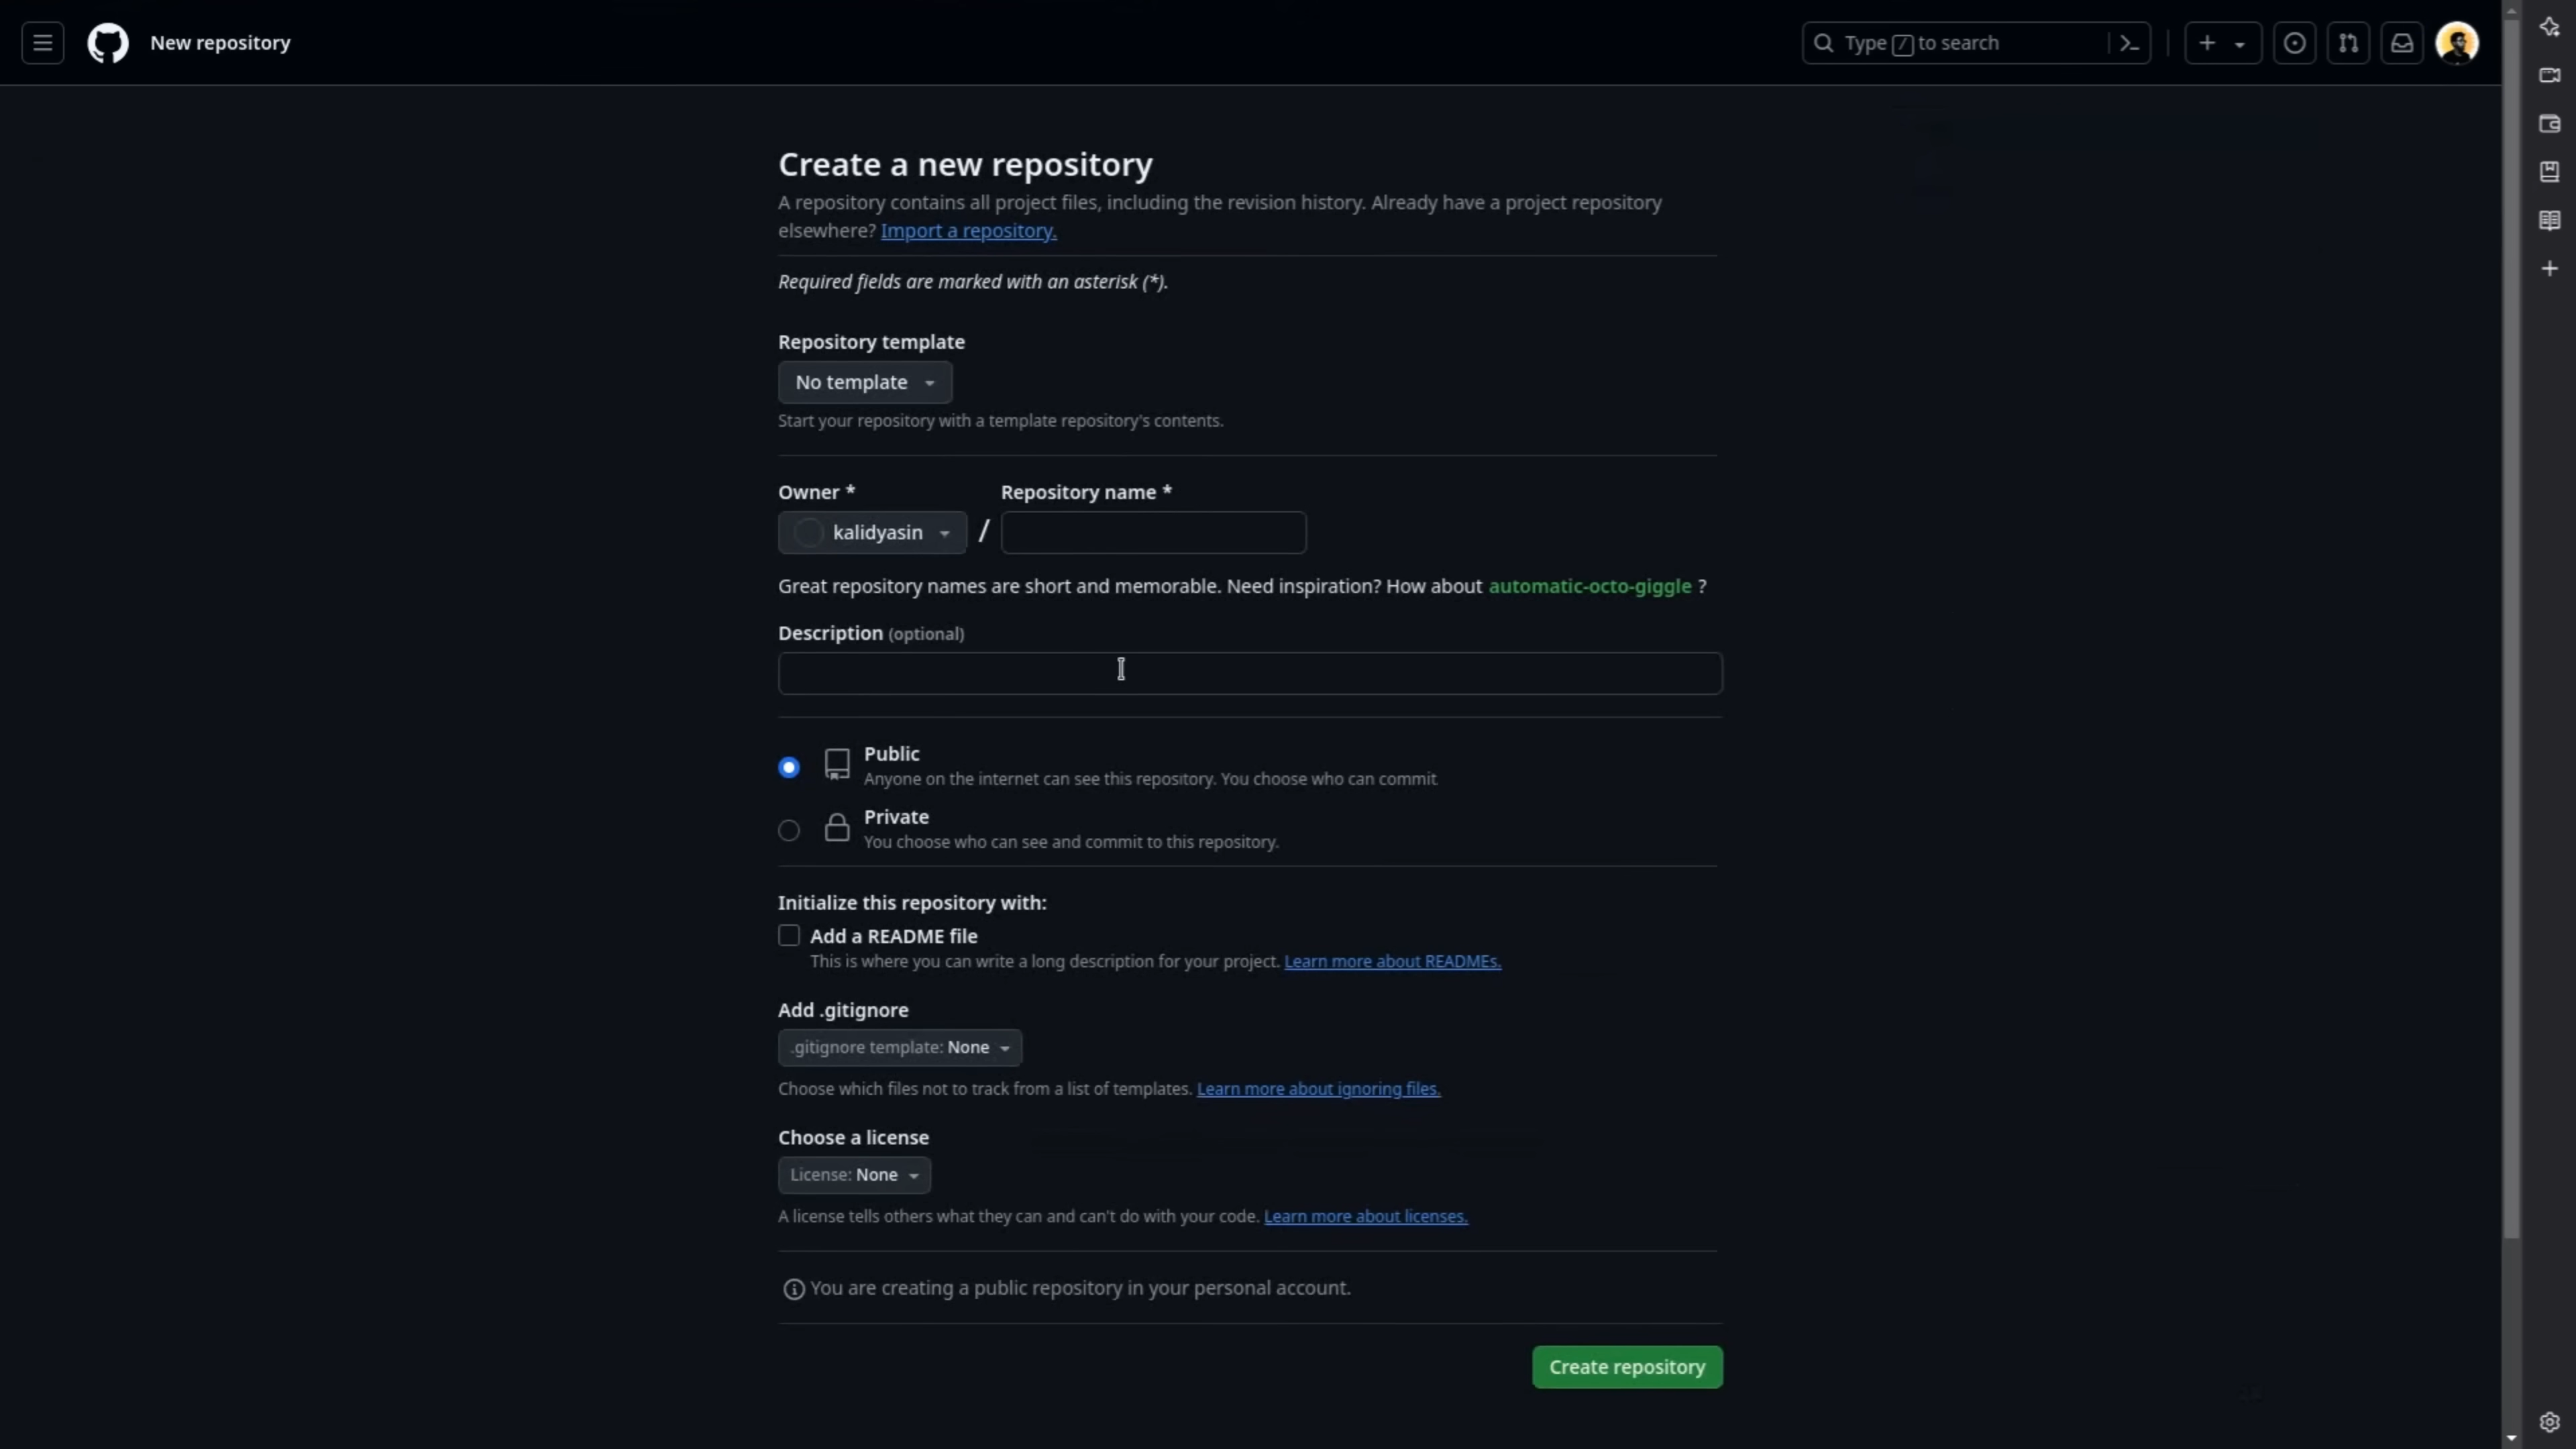 New repository
Type / to search
Create a new repository
A repository contains all project files, including the revision history. Already have a project repository
elsewhere? Import a repository.
Required fields are marked with an asterisk (*).
Repository template
No template
Start your repository with a template repository's contents.
Owner * Repository name *
kalidyasin /
Great repository names are short and memorable. Need inspiration? How about automatic-octo-giggle ?
Description (optional)
Public
Anyone on the internet can see this repository. You choose who can commit.
Private
You choose who can see and commit to this repository.
Initialize this repository with:
Add a README file
This is where you can write a long description for your project. Learn more about READMEs.
Add .gitignore
.gitignore template: None
Choose which files not to track from a list of templates. Learn more about ignoring files.
Choose a license
License: None
A license tells others what they can and can't do with your code. Learn more about licenses.
You are creating a public repository in your personal account.
Create repository